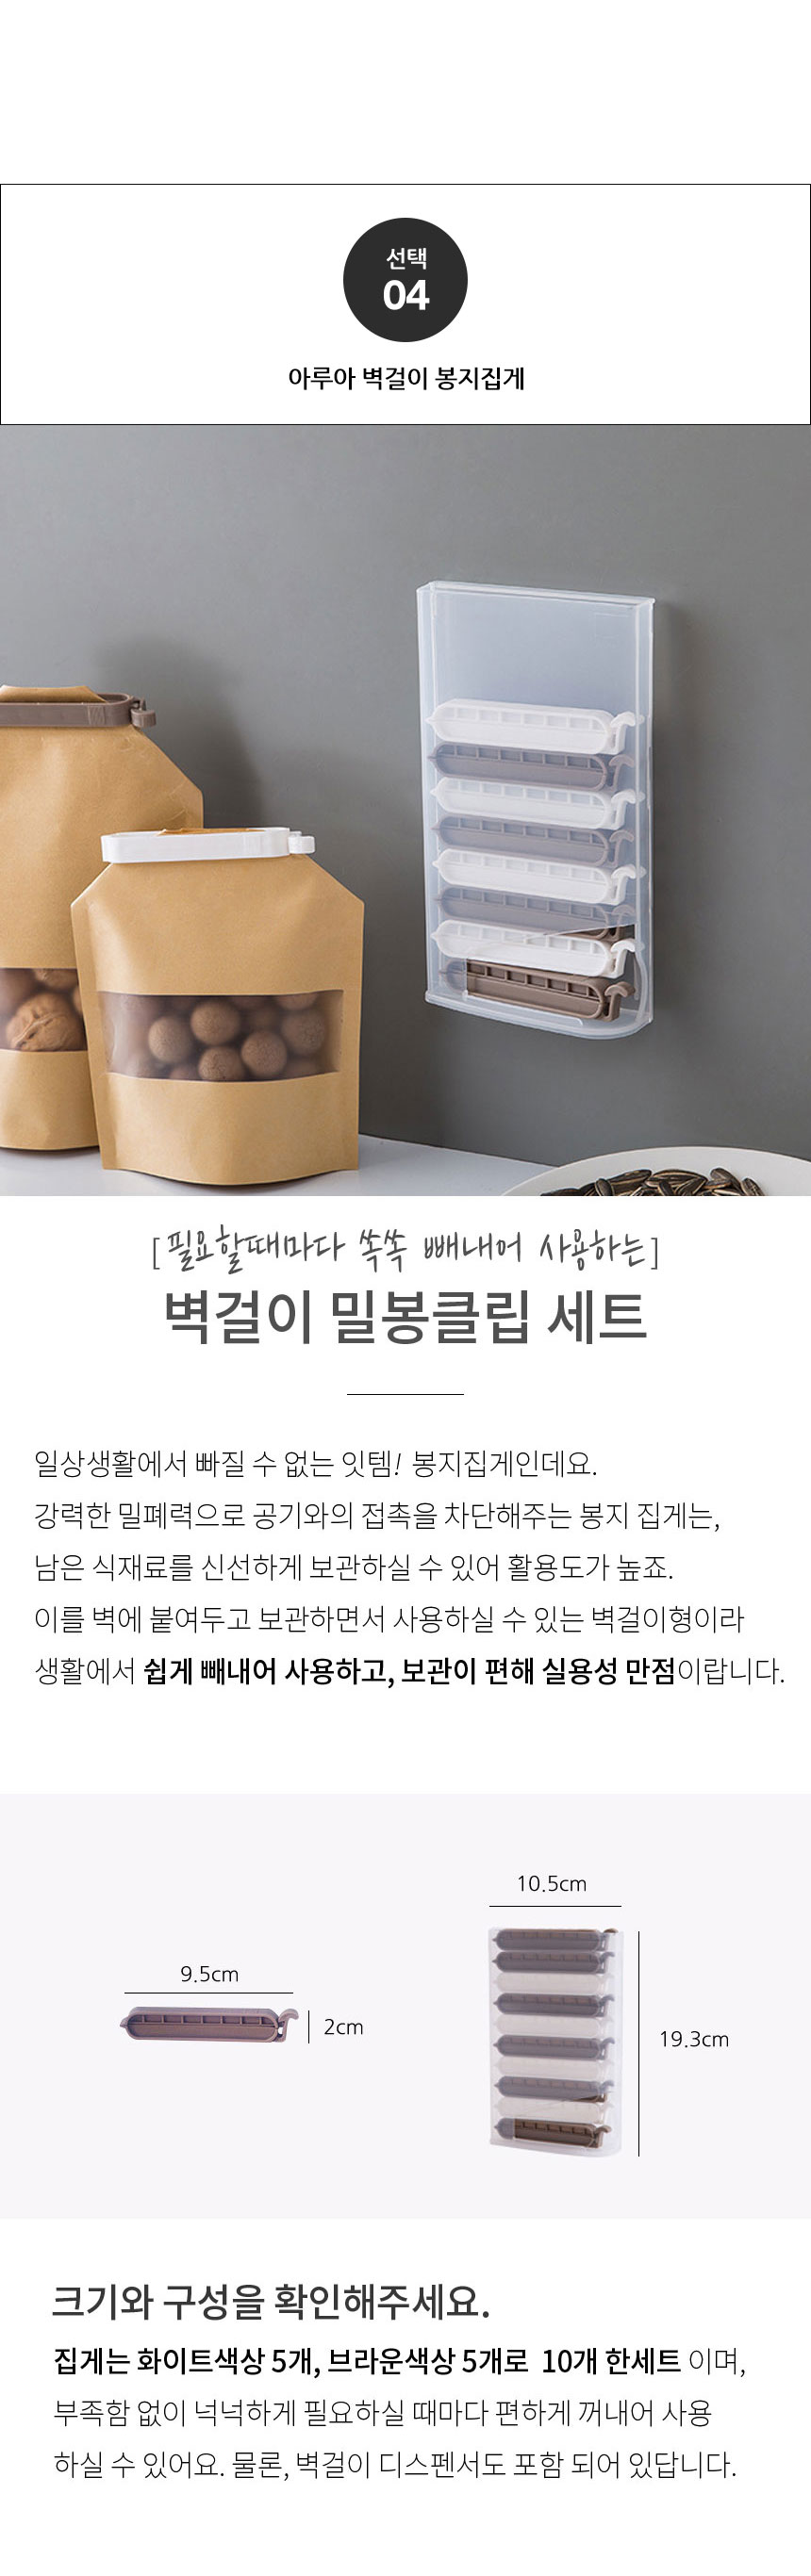 선택
04
아루아 벽걸이 봉지집게
[필요할때마다 쏙쏙 빼내어 사용하는]
벽걸이 밀봉클립 세트
일상생활에서 빠질 수 없는 잇템! 봉지집게인데요.
강력한 밀폐력으로 공기와의 접촉을 차단해주는 봉지 집게는,
남은 식재료를 신선하게 보관하실 수 있어 활용도가 높죠.
이를 벽에 붙여두고 보관하면서 사용하실 수 있는 벽걸이형이라
생활에서 쉽게 빼내어 사용하고, 보관이 편해 실용성 만점이랍니다.
10.5cm
9.5cm
2cm
19.3cm
크기와 구성을 확인해주세요.
집게는 화이트색상 5개, 브라운색상 5개로 10개 한세트 이며,
부족함 없이 넉넉하게 필요하실 때마다 편하게 꺼내어 사용
하실 수 있어요. 물론, 벽걸이 디스펜서도 포함 되어 있답니다.